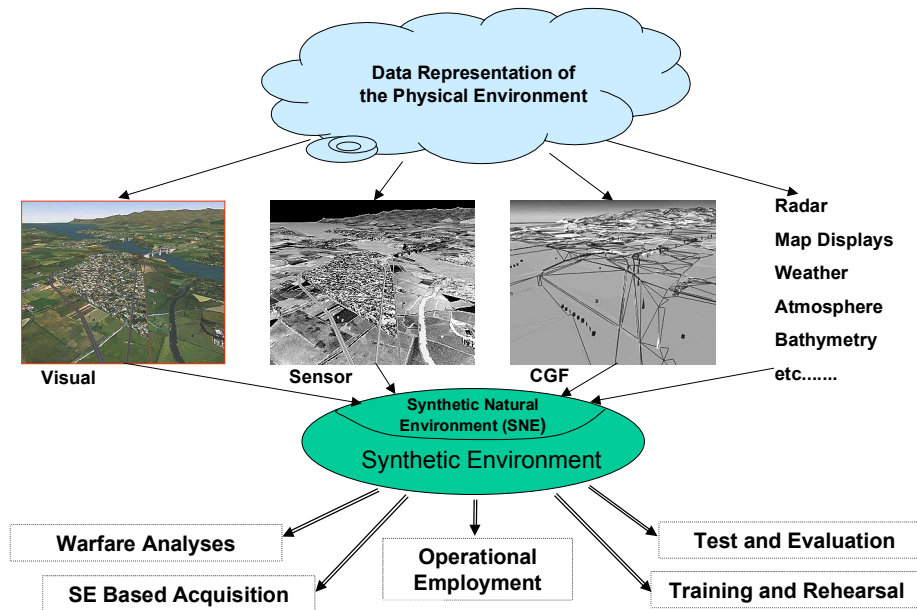 Data Representation of
the Physical Environment
Radar
Map Displays
Weather
Atmosphere
Bathymetry
etc.......
Visual
Sensor
CGF
Synthetic Natural
Environment (SNE)
Synthetic Environment
Warfare Analyses
SE Based Acquisition
Operational
Employment
Test and Evaluation
Training and Rehearsal